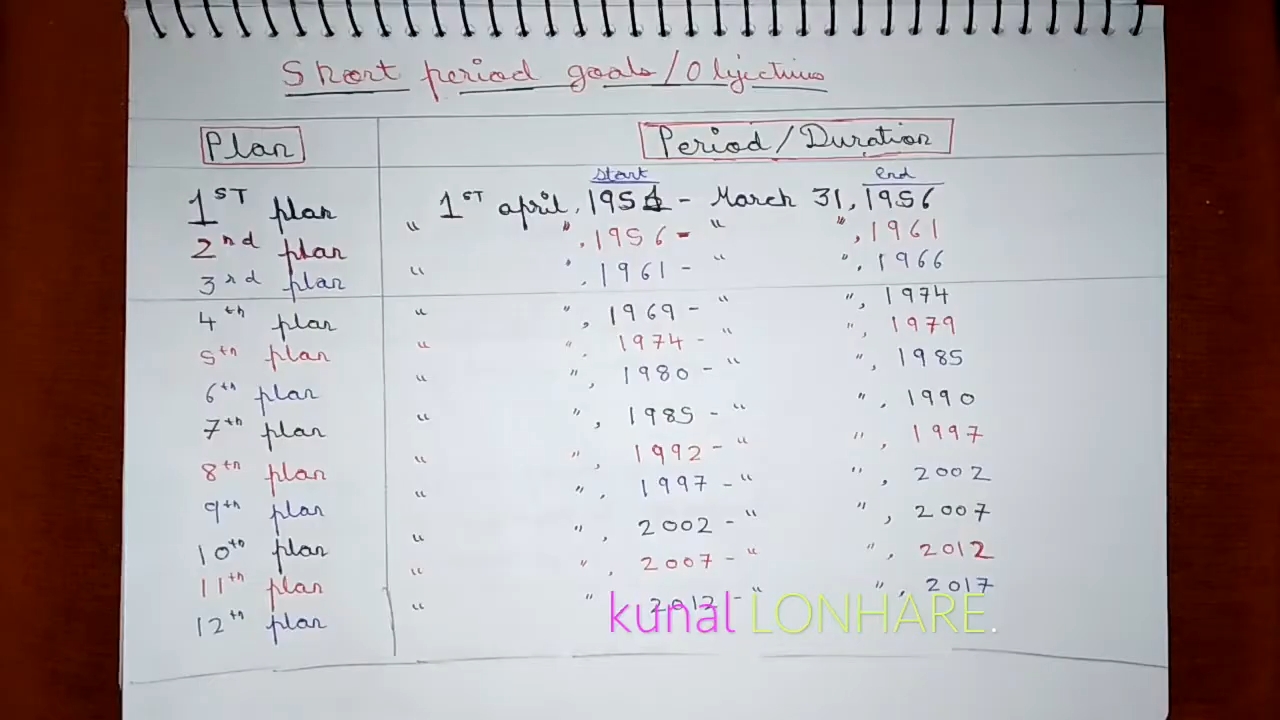 Short period goals/Objectives
Plan Period/Duration
start end
1ST plan 1ST april, 1951 - March 31, 1956
2nd plan " ", 1956 - " ", 1961
3rd plan " ", 1961 - " ", 1966
4th plan " ", 1969 - " ", 1974
5th plan " ", 1974 - " ", 1979
6th plan " ", 1980 - " ", 1985
7th plan " ", 1985 - " ", 1990
8th plan " ", 1992 - " ", 1997
9th plan " ", 1997 - " ", 2002
10th plan " ", 2002 - " ", 2007
11th plan " ", 2007 - " ", 2012
12th plan " ", 2012 - " ", 2017
kunal LONHARE.